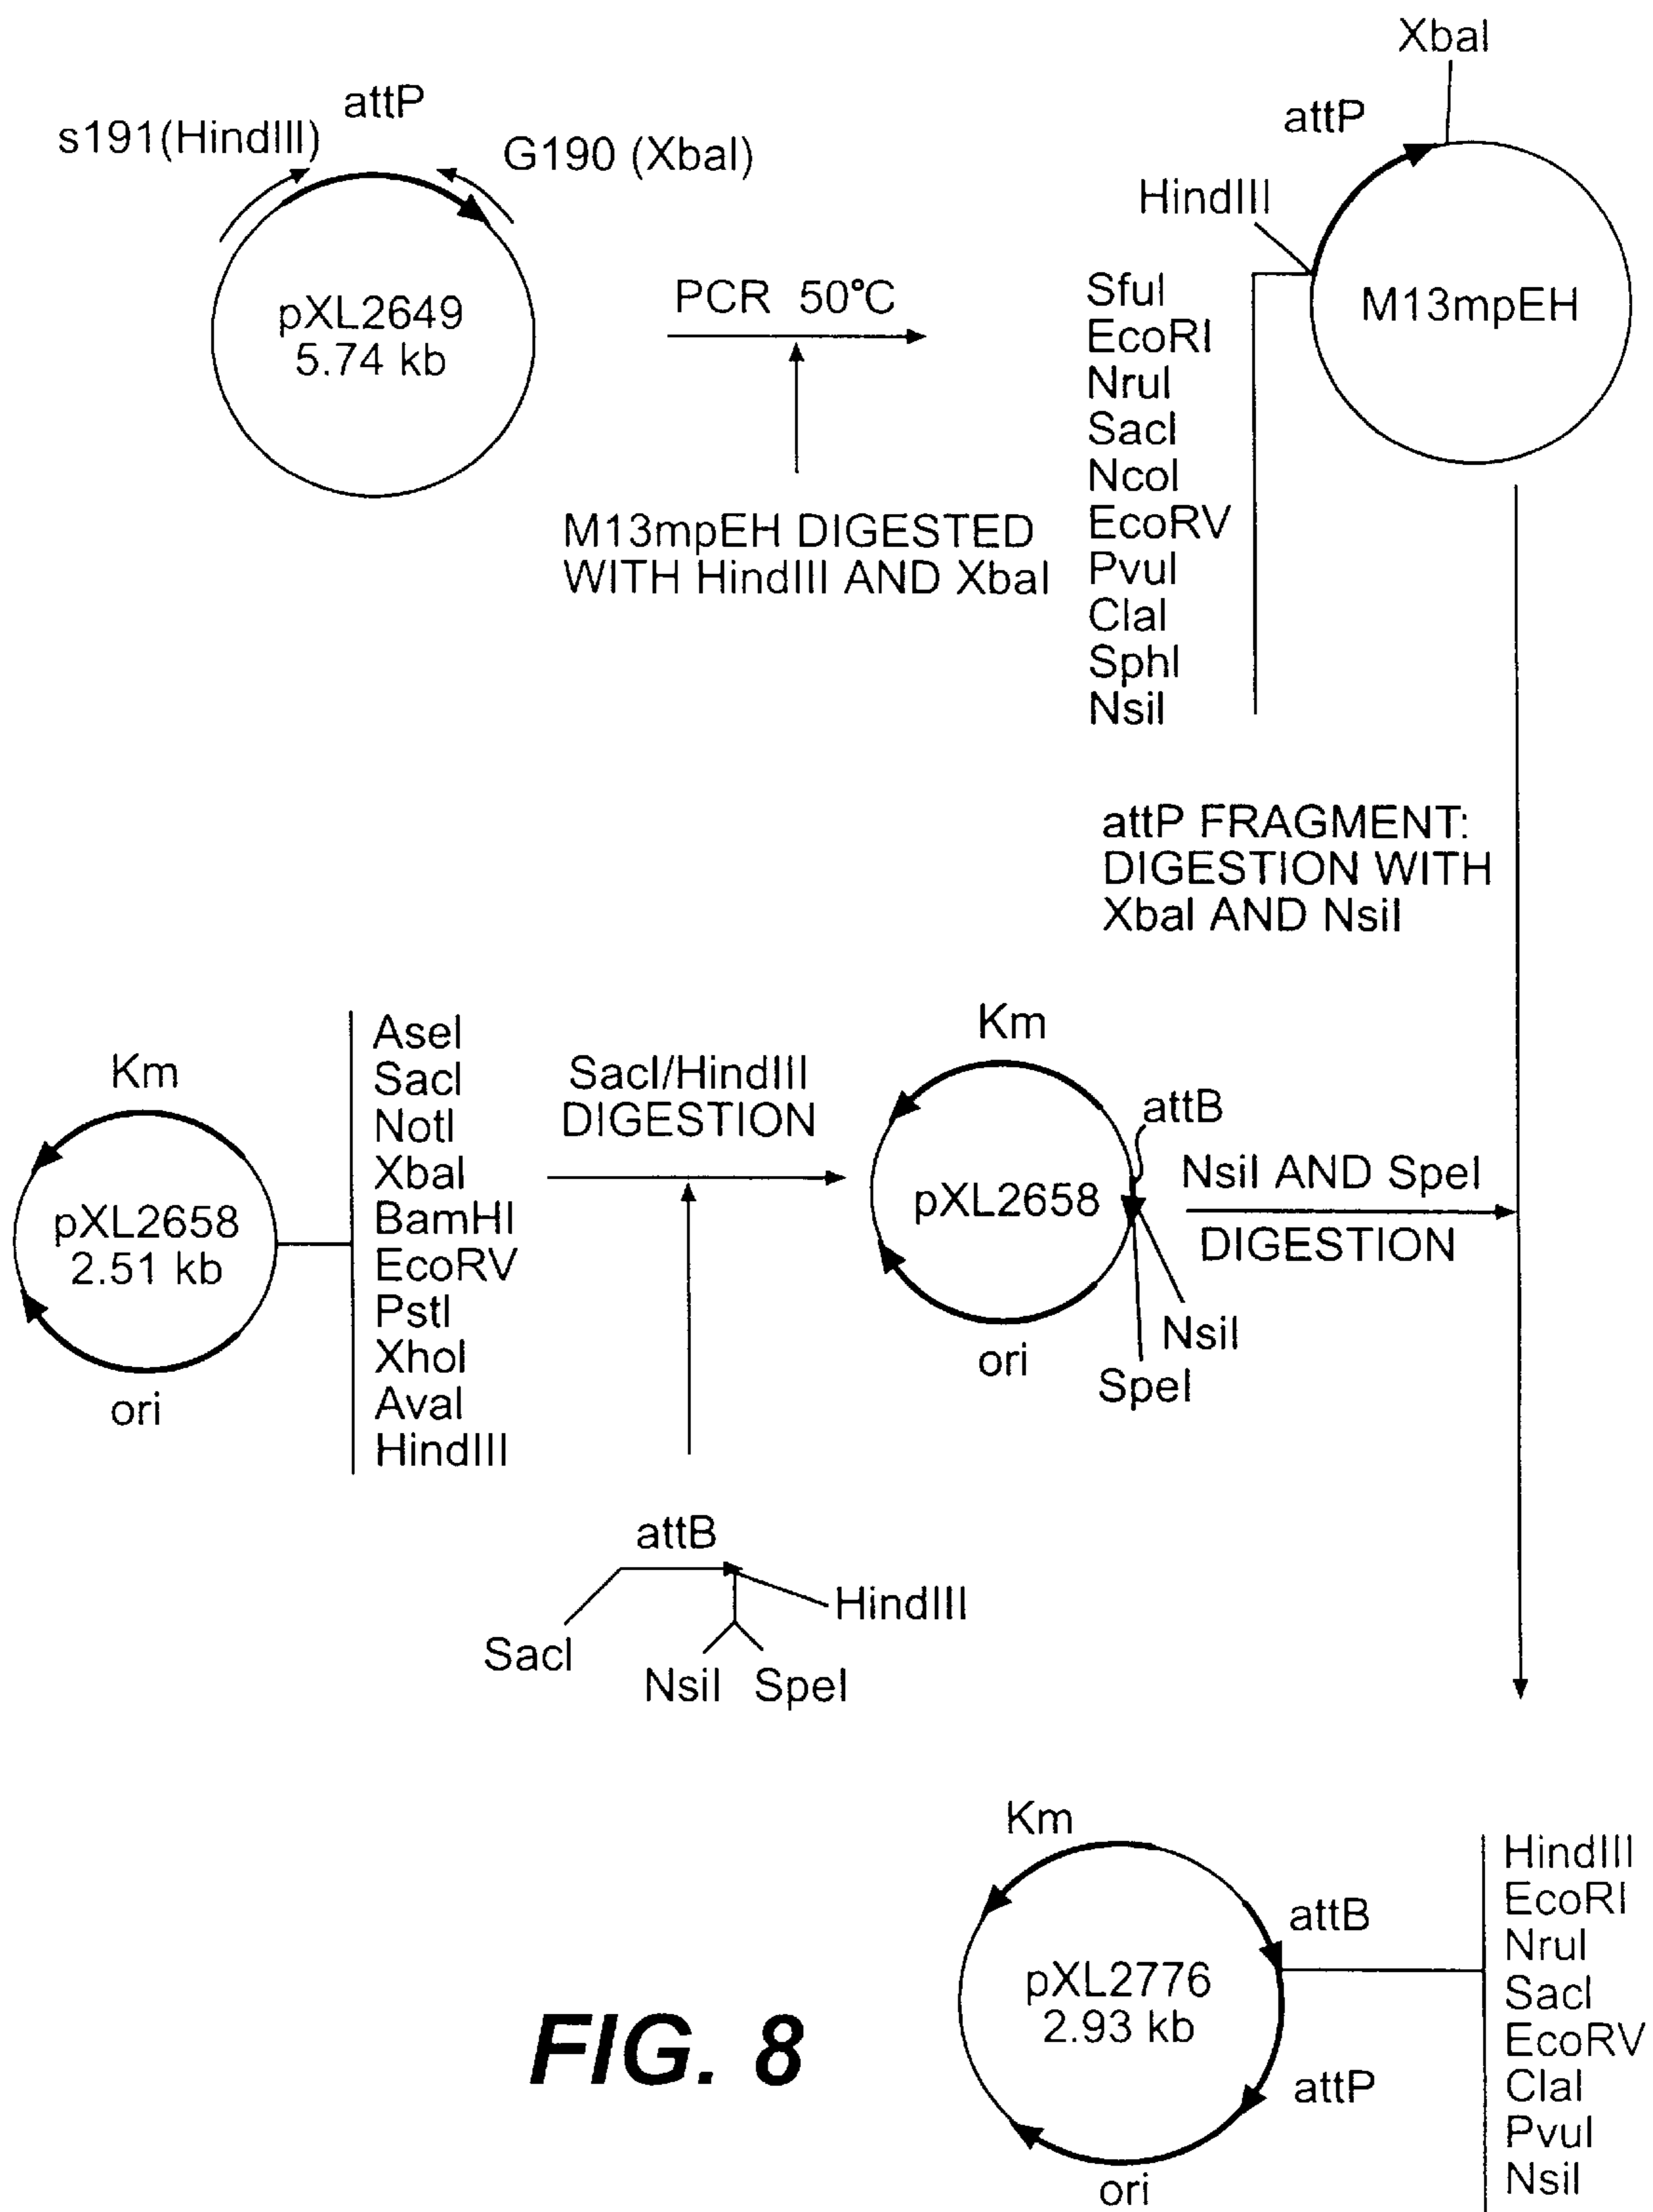 XbaI
attP
s191(HindIII)
G190 (XbaI)
pXL2649
5.74 kb
PCR 50°C
M13mpEH DIGESTED
WITH HindIII AND XbaI
attP
HindIII
M13mpEH
SfuI
EcoRI
NruI
SacI
NcoI
EcoRV
PvuI
ClaI
SphI
NsiI
attP FRAGMENT:
DIGESTION WITH
XbaI AND NsiI
Km
pXL2658
2.51 kb
ori
AseI
SacI
NotI
XbaI
BamHI
EcoRV
PstI
XhoI
AvaI
HindIII
SacI/HindIII
DIGESTION
attB
SacI
NsiI
SpeI
HindIII
Km
attB
pXL2658
ori
NsiI
SpeI
NsiI AND SpeI
DIGESTION
Km
attB
pXL2776
2.93 kb
attP
ori
HindIII
EcoRI
NruI
SacI
EcoRV
ClaI
PvuI
NsiI
FIG. 8